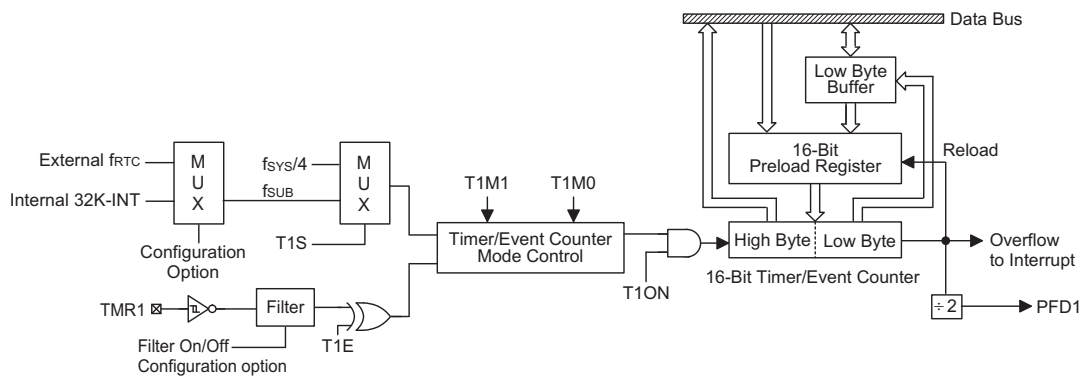 Data Bus
Low Byte
Buffer
16-Bit
Preload Register
Reload
External fRTC
Internal 32K-INT
M
U
X
Configuration
Option
fSYS/4
fSUB
M
U
X
T1S
T1M1
T1M0
Timer/Event Counter
Mode Control
T1ON
High Byte
Low Byte
16-Bit Timer/Event Counter
Overflow
to Interrupt
÷2
PFD1
TMR1
Filter
T1E
Filter On/Off
Configuration option